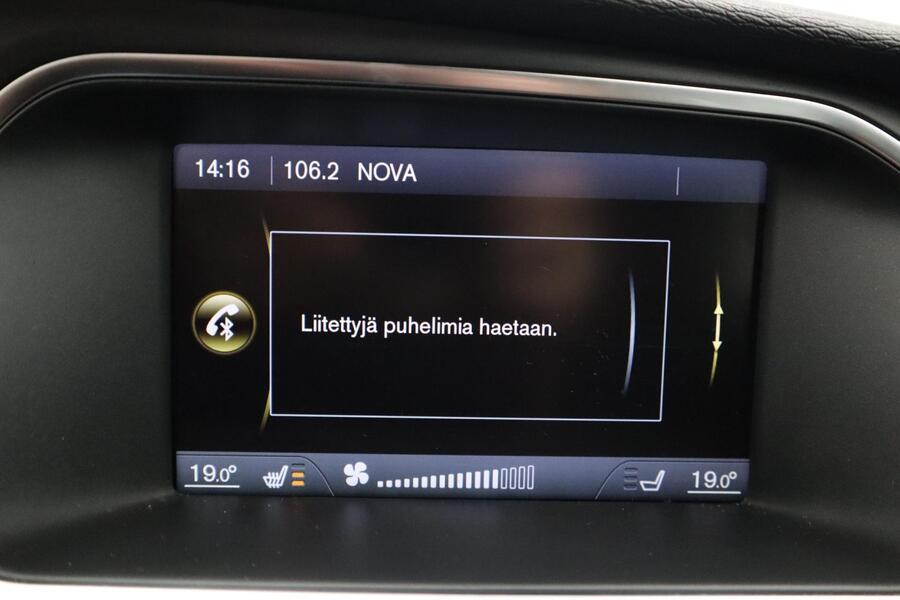 14:16 106.2 NOVA
Liitettyjä puhelimia haetaan.
19.0° 19.0°